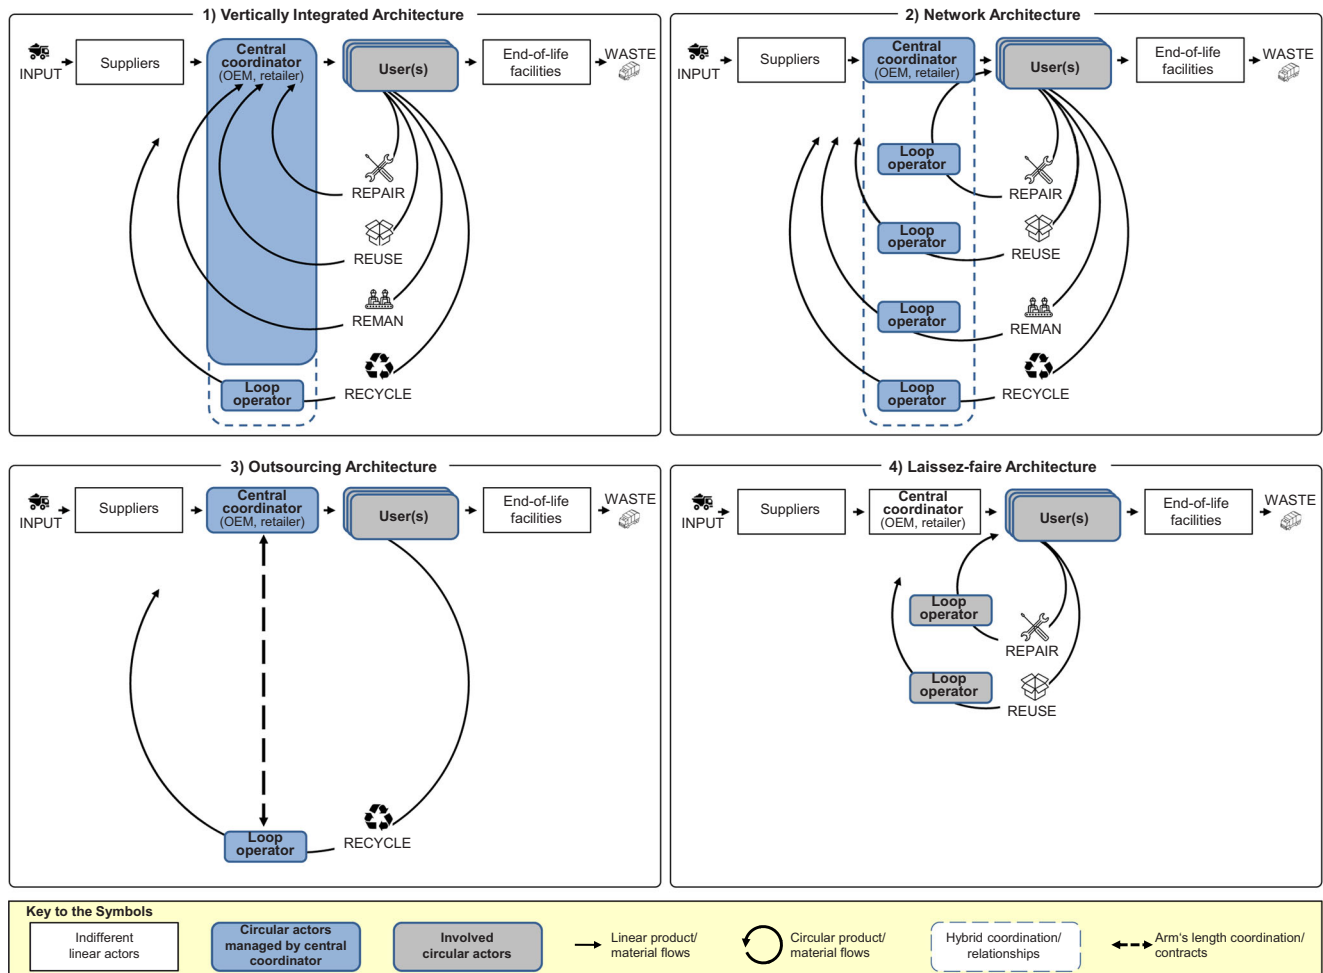 1) Vertically Integrated Architecture
INPUT
Suppliers
Central
coordinator
(OEM, retailer)
User(s)
End-of-life
facilities
WASTE
REPAIR
REUSE
REMAN
RECYCLE
Loop
operator
2) Network Architecture
INPUT
Suppliers
Central
coordinator
(OEM, retailer)
User(s)
End-of-life
facilities
WASTE
Loop
operator
REPAIR
Loop
operator
REUSE
Loop
operator
REMAN
Loop
operator
RECYCLE
3) Outsourcing Architecture
INPUT
Suppliers
Central
coordinator
(OEM, retailer)
User(s)
End-of-life
facilities
WASTE
Loop
operator
RECYCLE
4) Laissez-faire Architecture
INPUT
Suppliers
Central
coordinator
(OEM, retailer)
User(s)
End-of-life
facilities
WASTE
Loop
operator
REPAIR
Loop
operator
REUSE
Key to the Symbols
Indifferent
linear actors
Circular actors
managed by central
coordinator
Involved
circular actors
Linear product/
material flows
Circular product/
material flows
Hybrid coordination/
relationships
Arm's length coordination/
contracts